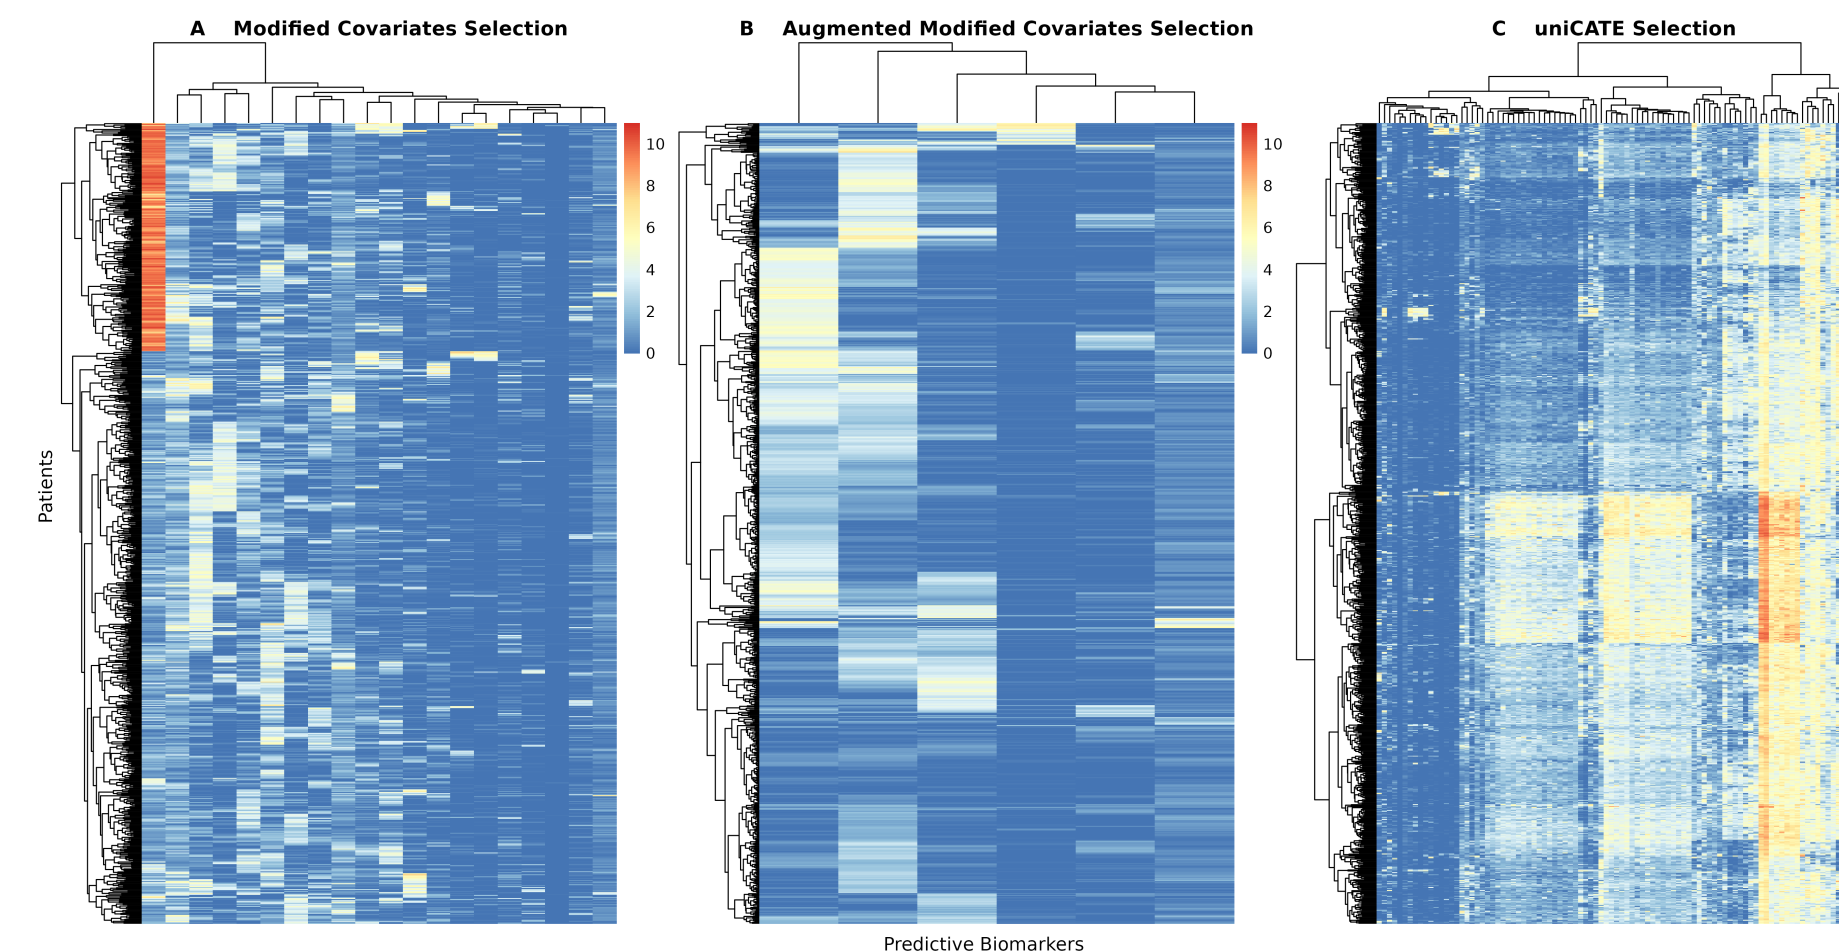 A Modified Covariates Selection
B Augmented Modified Covariates Selection
C uniCATE Selection
10
8
6
4
2
0
10
8
6
4
2
0
Patients
Predictive Biomarkers